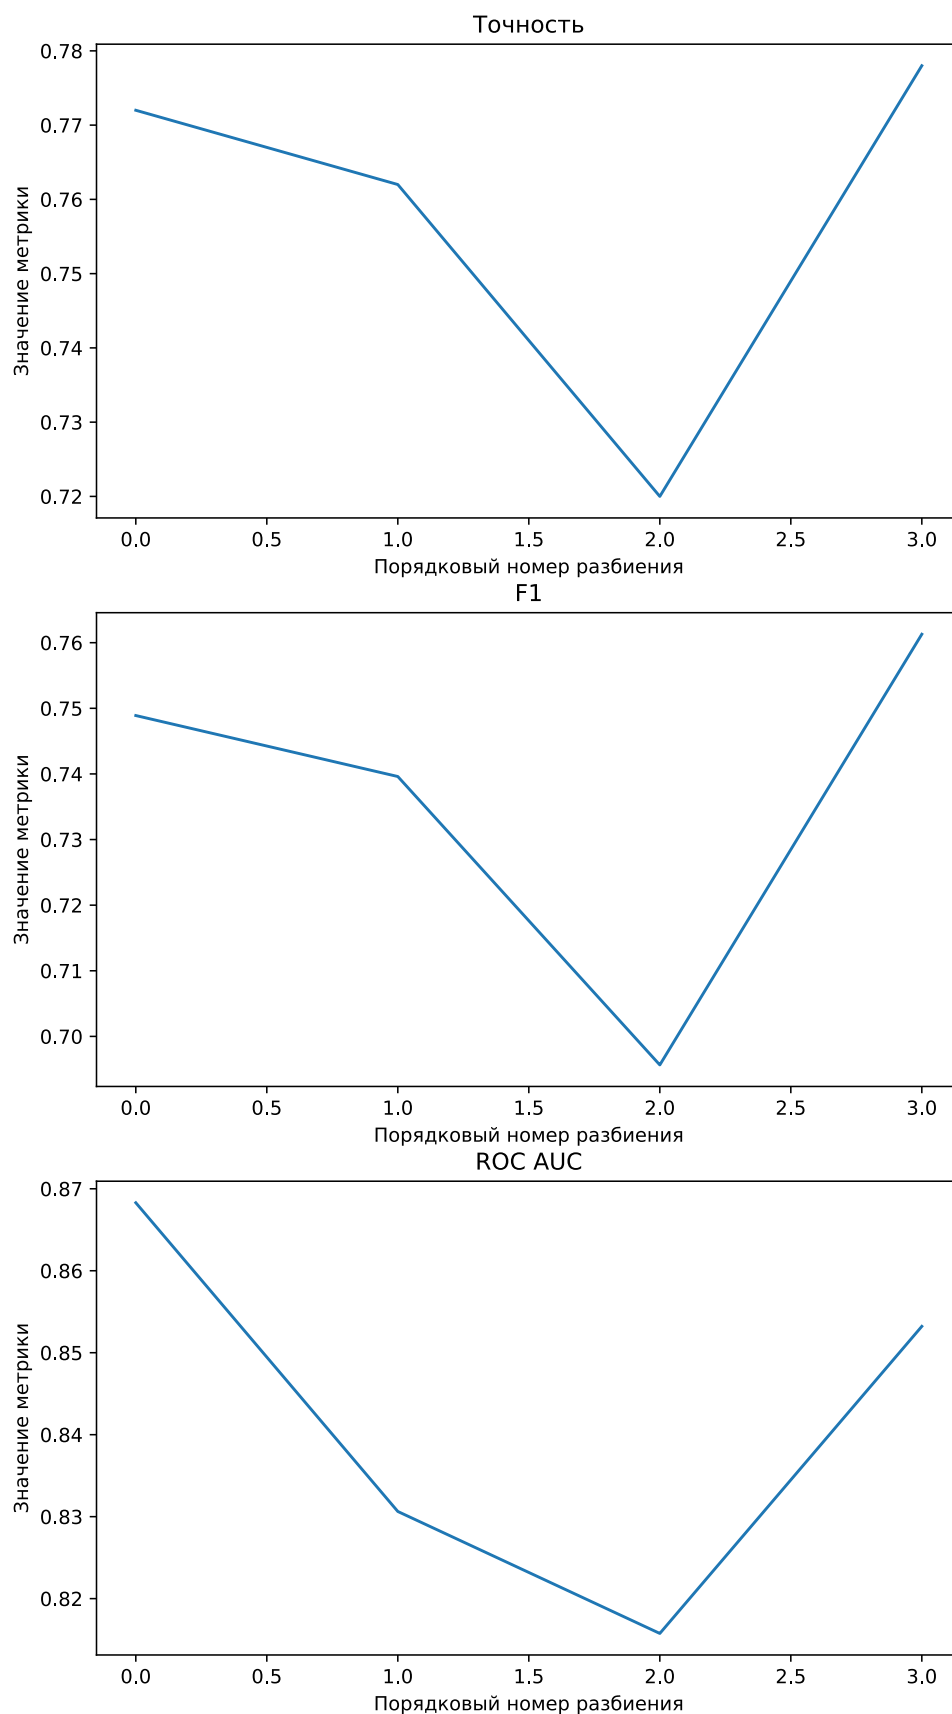 Точность
0.78
0.77
0.76
0.75
0.74
0.73
0.72
Значение метрики
0.0 0.5 1.0 1.5 2.0 2.5 3.0
Порядковый номер разбиения
F1
0.76
0.75
0.74
0.73
0.72
0.71
0.70
Значение метрики
0.0 0.5 1.0 1.5 2.0 2.5 3.0
Порядковый номер разбиения
ROC AUC
0.87
0.86
0.85
0.84
0.83
0.82
Значение метрики
0.0 0.5 1.0 1.5 2.0 2.5 3.0
Порядковый номер разбиения